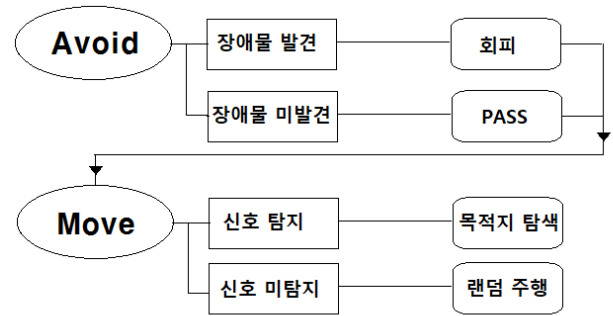 Avoid
장애물 발견
회피
장애물 미발견
PASS
Move
신호 탐지
목적지 탐색
신호 미탐지
랜덤 주행